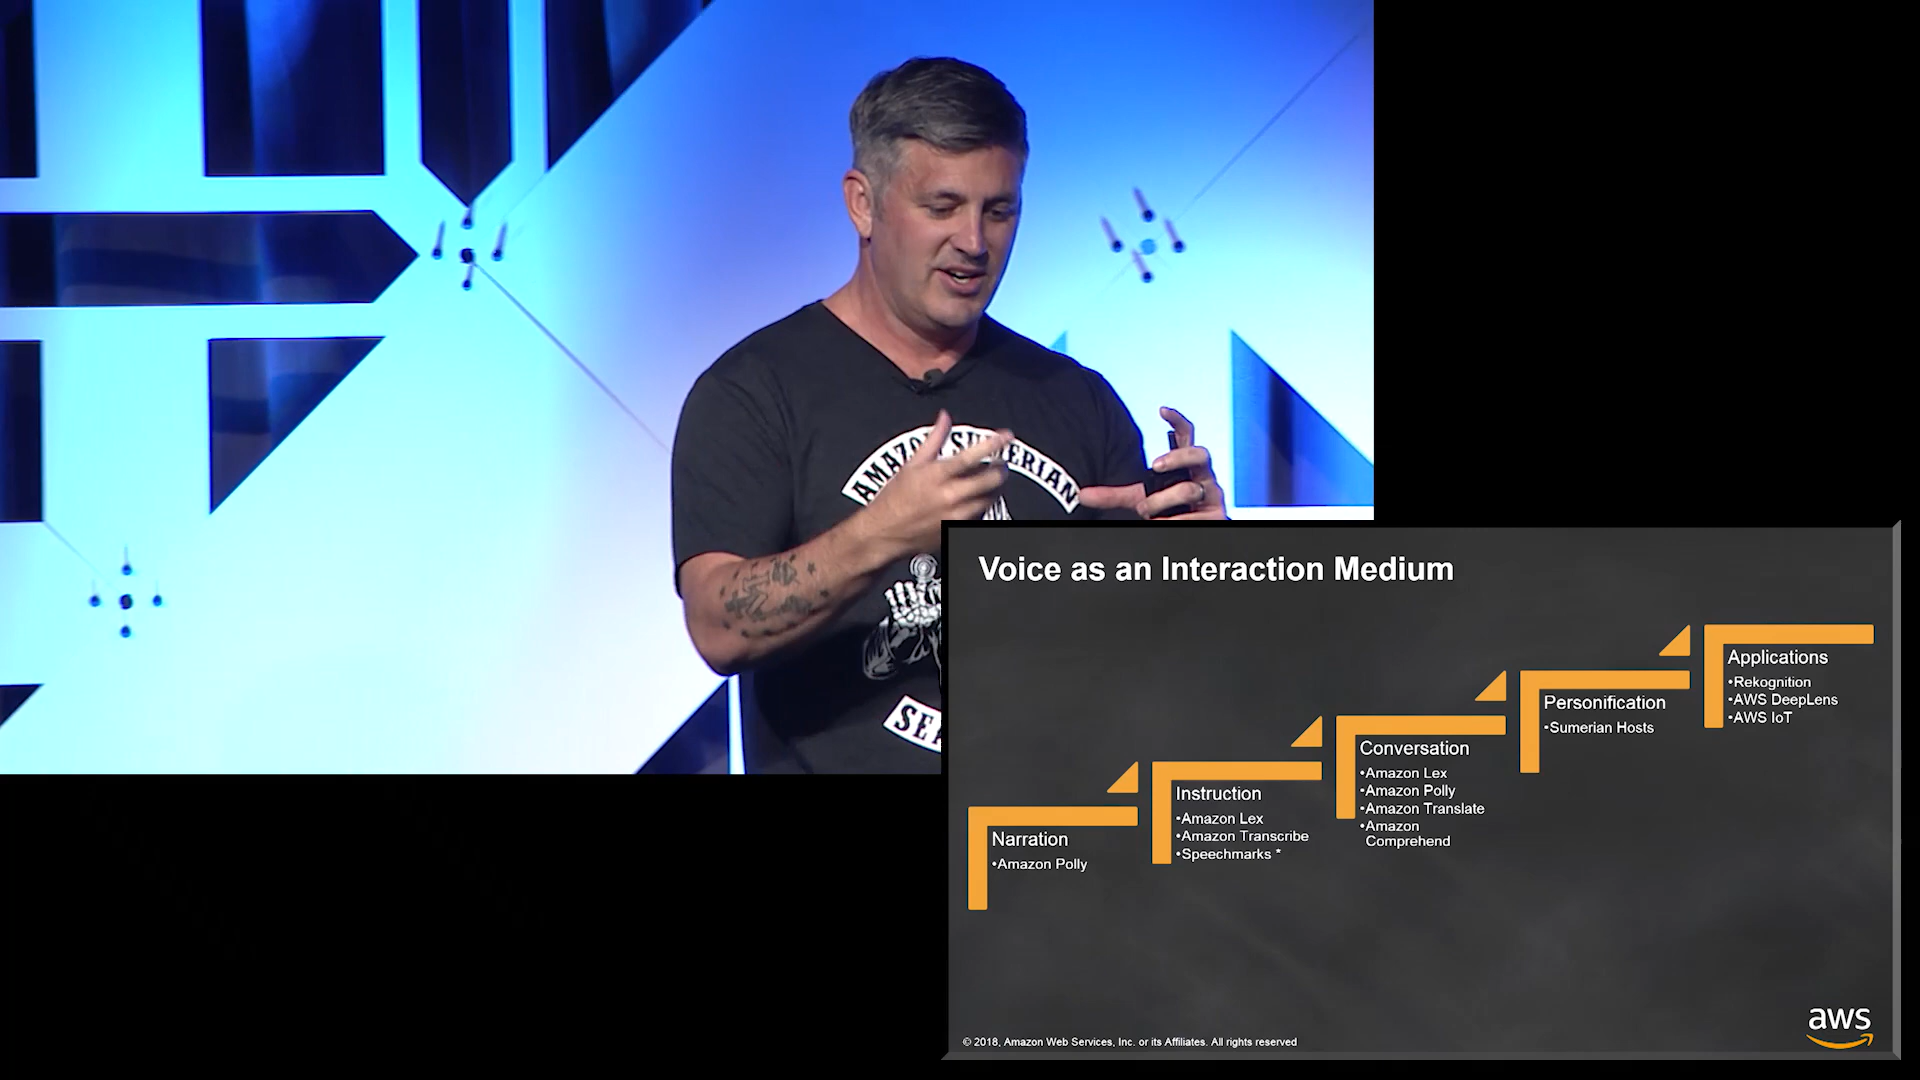 AMAZON SUMERIAN
Voice as an Interaction Medium
Narration
•Amazon Polly
Instruction
•Amazon Lex
•Amazon Transcribe
•Speechmarks *
Conversation
•Amazon Lex
•Amazon Polly
•Amazon Translate
•Amazon
Comprehend
Personification
•Sumerian Hosts
Applications
•Rekognition
•AWS DeepLens
•AWS IoT
© 2018, Amazon Web Services, Inc. or its Affiliates. All rights reserved
aws